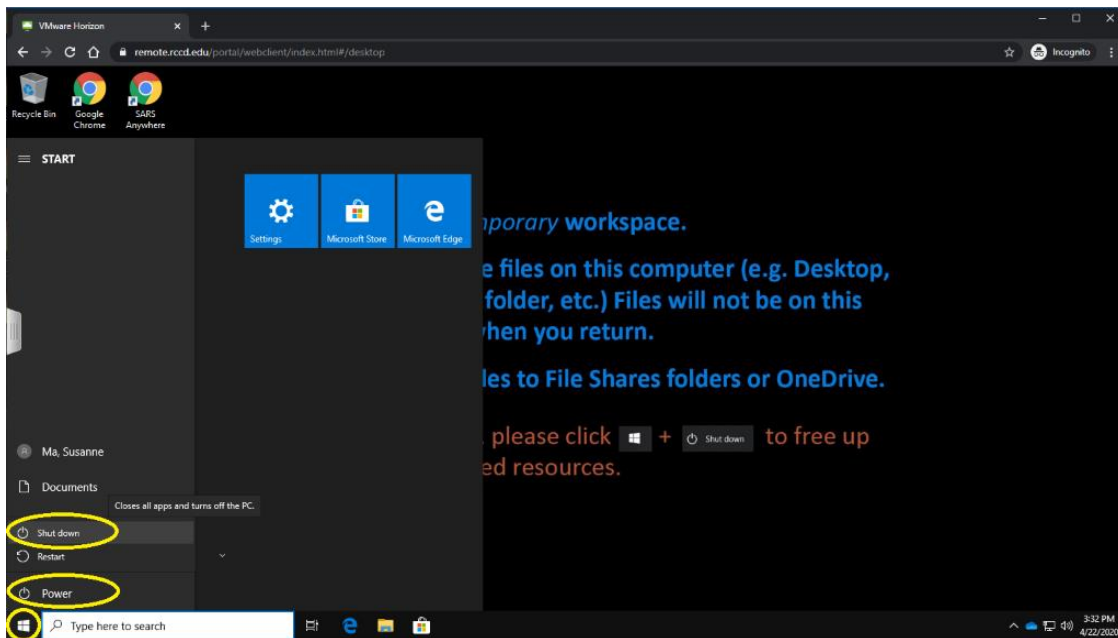 VMware Horizon
remote.rccd.edu/portal/webclient/index.html#/desktop
Incognito
Recycle Bin
Google Chrome
SARS Anywhere
START
Settings
Microsoft Store
Microsoft Edge
porary workspace.
e files on this computer (e.g. Desktop,
folder, etc.) Files will not be on this
when you return.
les to File Shares folders or OneDrive.
please click + Shut down to free up
ed resources.
Ma, Susanne
Documents
Closes all apps and turns off the PC.
Shut down
Restart
Power
Type here to search
3:32 PM
4/22/2020